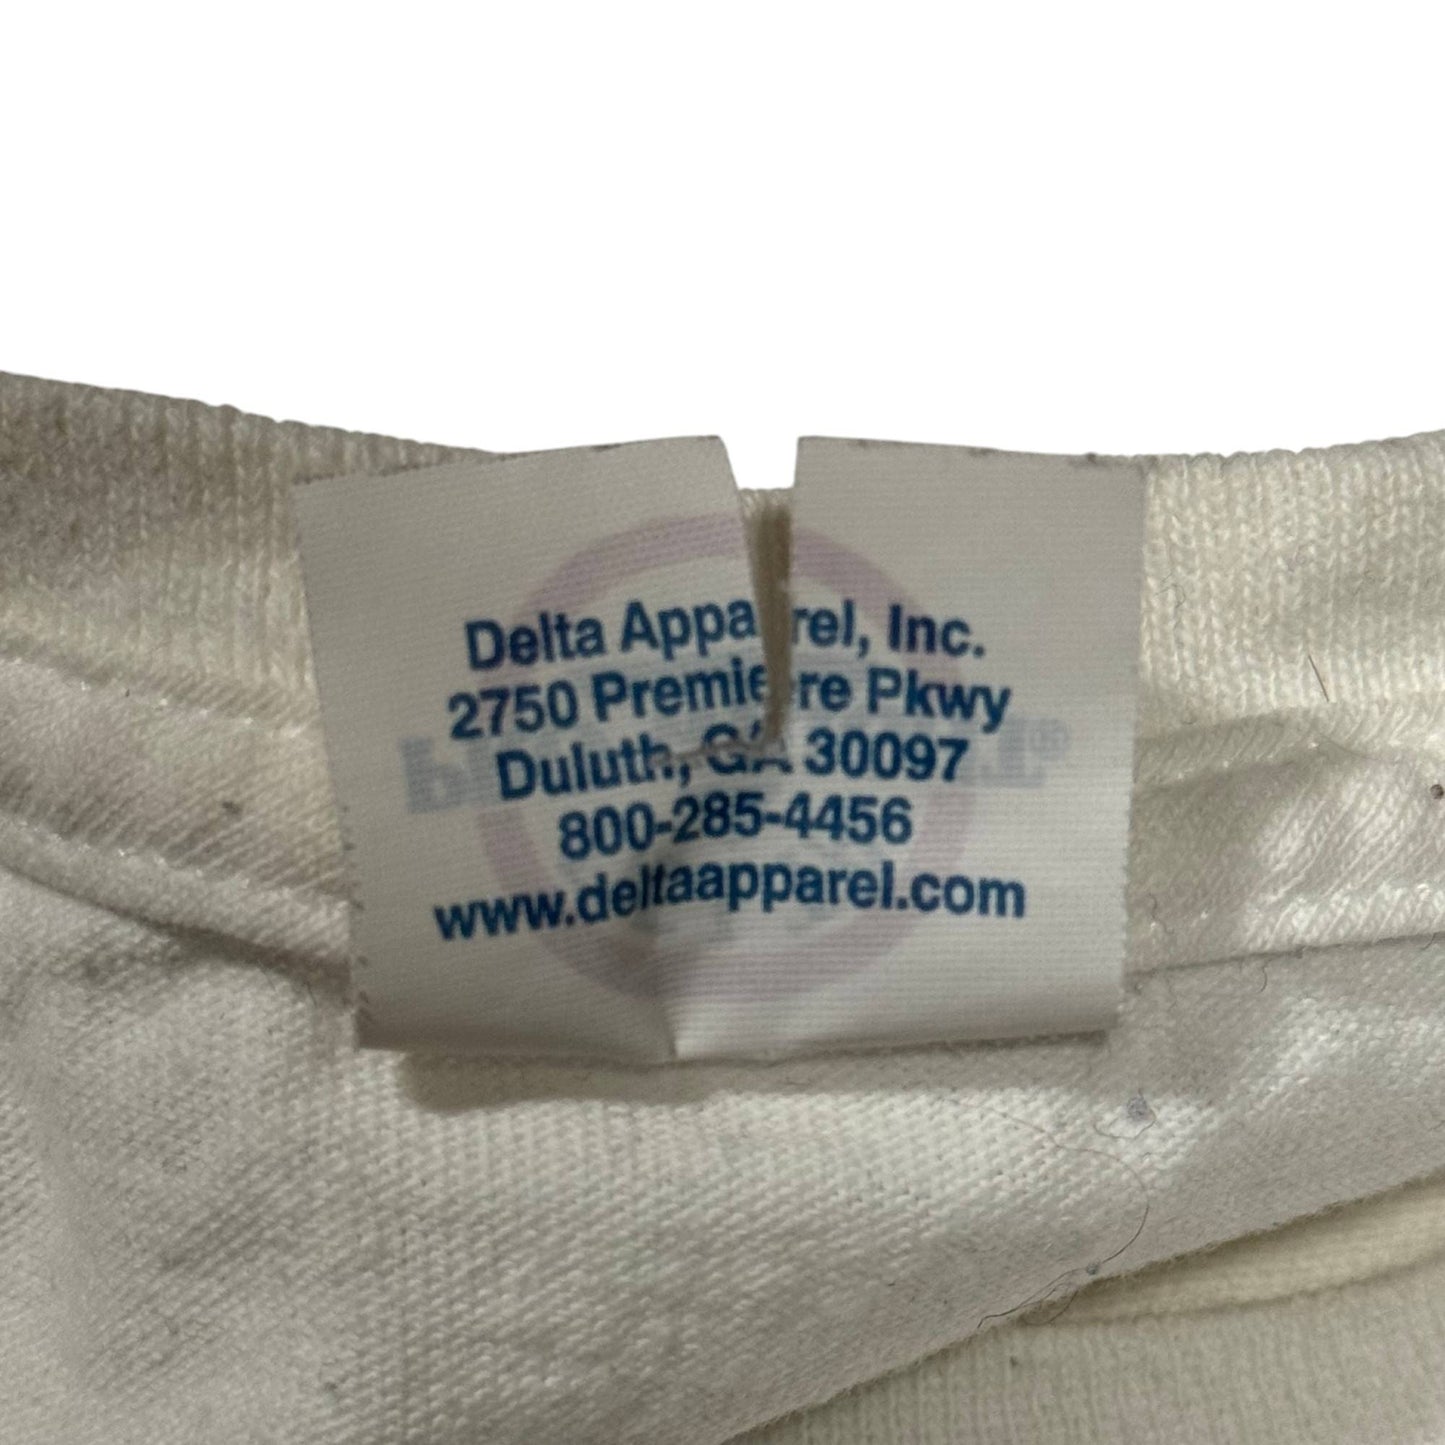 Delta Apparel, Inc.
2750 Premiere Pkwy
Duluth, GA 30097
800-285-4456
www.deltaapparel.com